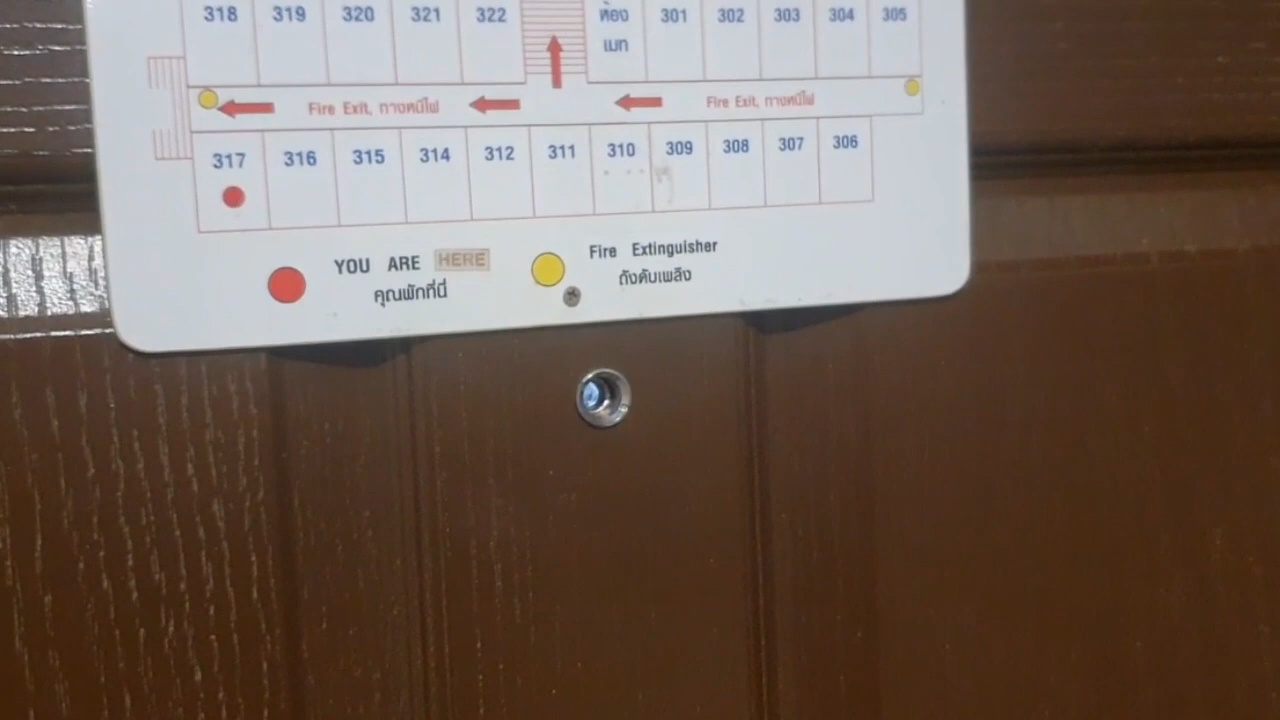 318 319 320 321 322 ห้อง 301 302 303 304 305
เมท
Fire Exit, ทางหนีไฟ Fire Exit, ทางหนีไฟ
317 316 315 314 312 311 310 309 308 307 306
YOU ARE HERE Fire Extinguisher
คุณพักที่นี่ ถังดับเพลิง